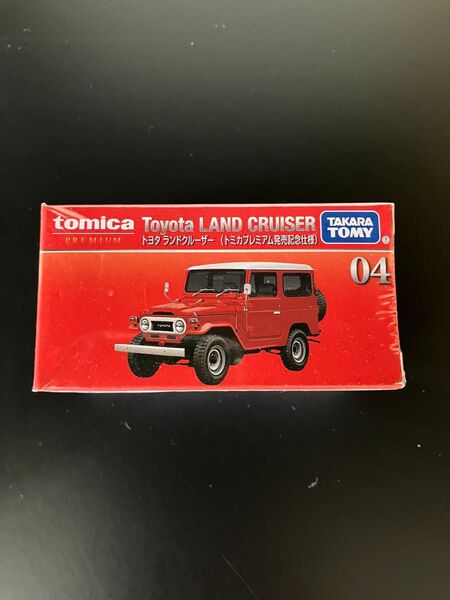 tomica
PREMIUM
Toyota LAND CRUISER
トヨタ ランドクルーザー (トミカプレミアム発売記念仕様)
TAKARA TOMY
04
TOYOTA